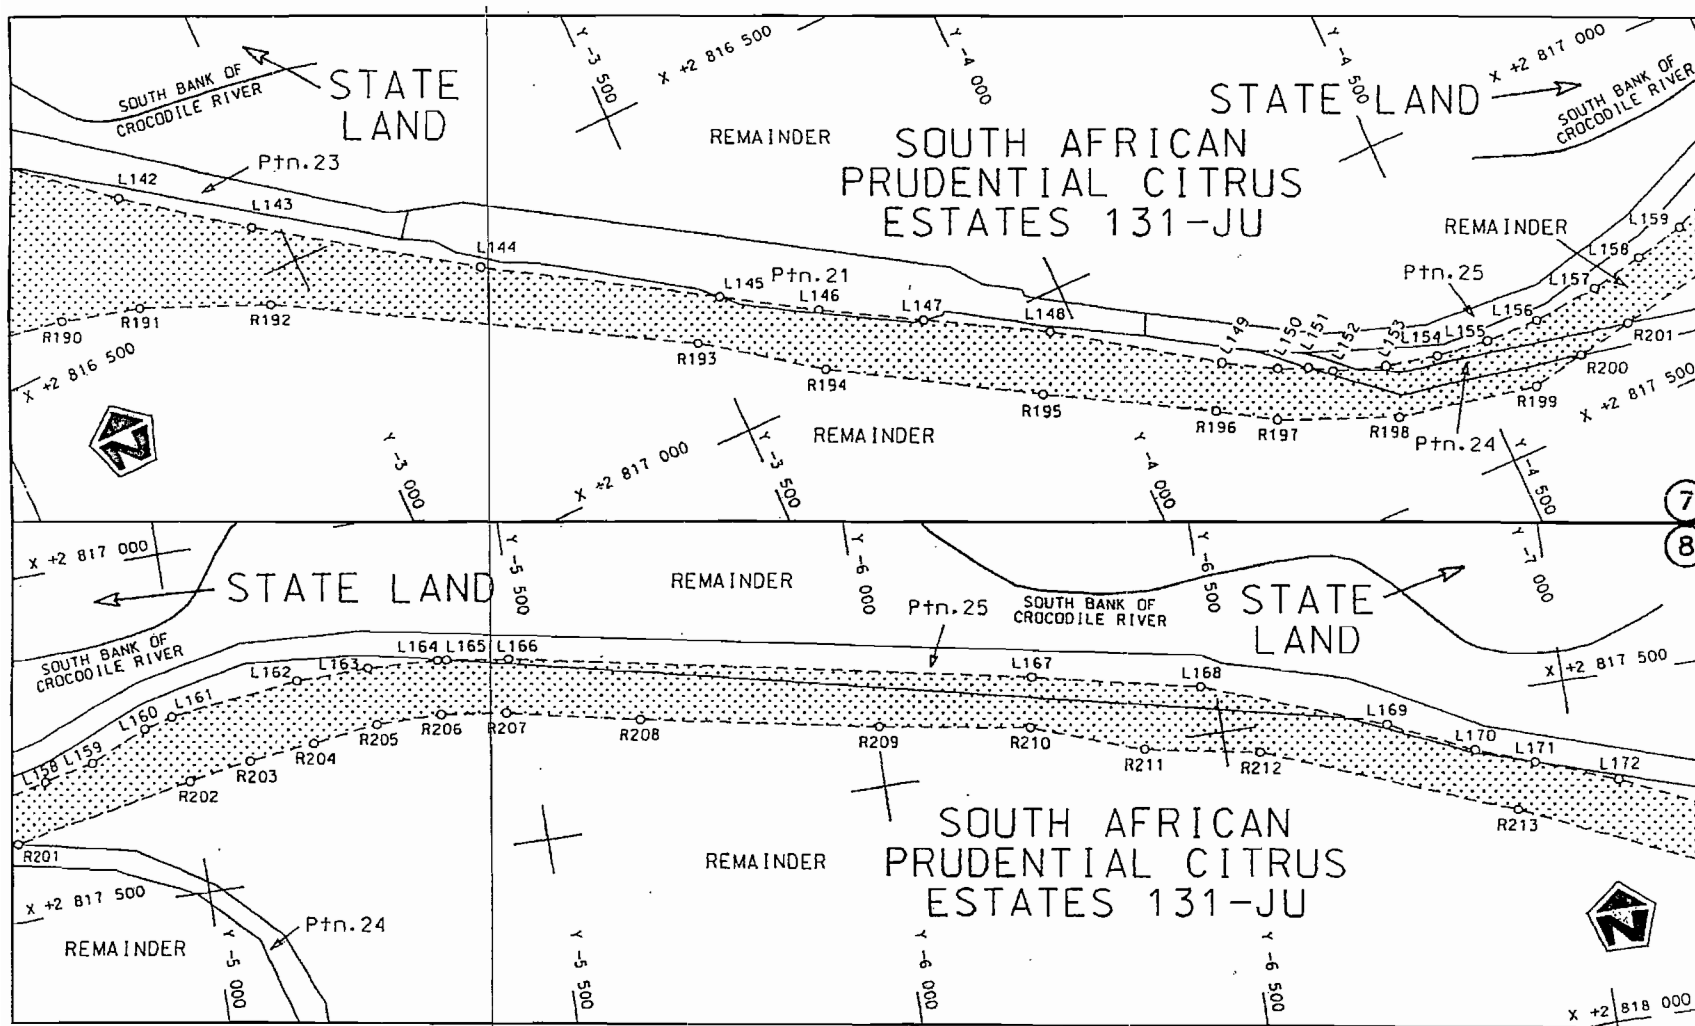 Y -3 500
X +2 816 500
Y -4 000
Y -4 500
X +2 817 000
SOUTH BANK OF
CROCODILE RIVER
STATE
LAND
REMAINDER
SOUTH AFRICAN
PRUDENTIAL CITRUS
ESTATES 131-JU
STATE LAND
SOUTH BANK OF
CROCODILE RIVER
Ptn.23
L142
L143
L144
L145
Ptn.21
L146
L147
L148
L149
L150
L151
L152
L153
L154
L155
L156
L157
L158
L159
REMAINDER
Ptn.25
R190
R191
R192
R193
R194
R195
R196
R197
R198
R199
R200
R201
Ptn.24
X +2 816 500
N
Y -3 000
X +2 817 000
Y -3 500
REMAINDER
Y -4 000
Y -4 500
X +2 817 500
7
8
X +2 817 000
STATE LAND
Y -5 500
REMAINDER
Y -6 000
Ptn.25
SOUTH BANK OF
CROCODILE RIVER
Y -6 500
STATE
LAND
Y -7 000
X +2 817 500
SOUTH BANK OF
CROCODILE RIVER
L158
L159
L160
L161
L162
L163
L164
L165
L166
L167
L168
L169
L170
L171
L172
R201
R202
R203
R204
R205
R206
R207
R208
R209
R210
R211
R212
R213
X +2 817 500
REMAINDER
Ptn.24
Y -5 000
Y -5 500
REMAINDER
SOUTH AFRICAN
PRUDENTIAL CITRUS
ESTATES 131-JU
Y -6 000
Y -6 500
N
X +2 818 000